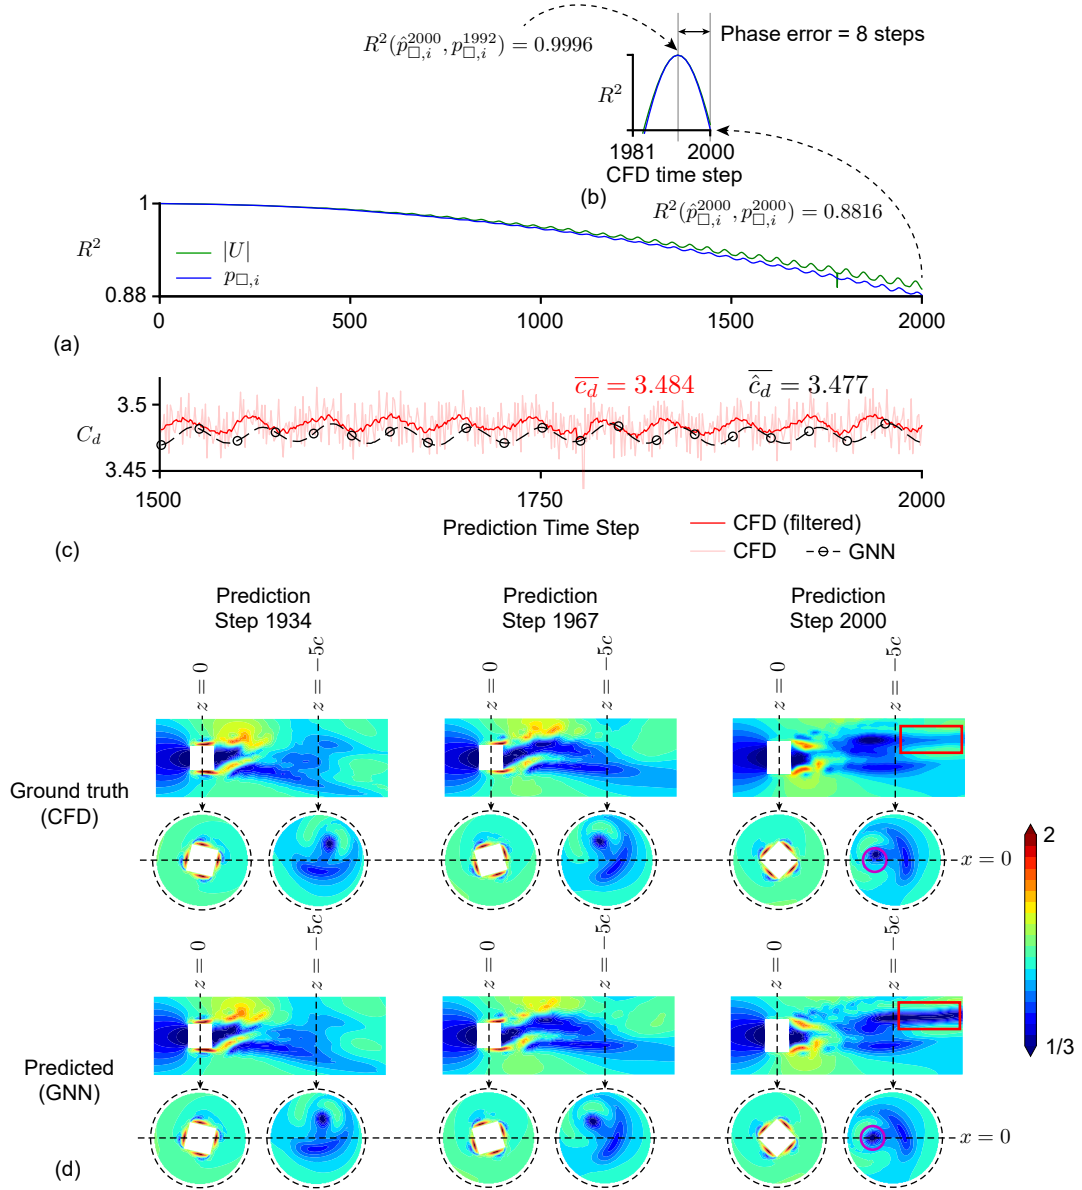 R²(p̂²⁰⁰⁰□,i, p¹⁹⁹²□,i) = 0.9996
Phase error = 8 steps
R²
1981 2000
CFD time step
(b)
R²(p̂²⁰⁰⁰□,i, p²⁰⁰⁰□,i) = 0.8816
1
R²
0.88
|U|
p□,i
0 500 1000 1500 2000
(a)
c̅d̅ = 3.484 ĉ̅d̅ = 3.477
3.5
Cd
3.45
1500 1750 2000
Prediction Time Step
CFD (filtered)
CFD GNN
(c)
Prediction
Step 1934
Prediction
Step 1967
Prediction
Step 2000
z = 0 z = −5c z = 0 z = −5c z = 0 z = −5c
Ground truth
(CFD)
x = 0
2
1/3
z = 0 z = −5c z = 0 z = −5c z = 0 z = −5c
Predicted
(GNN)
x = 0
(d)